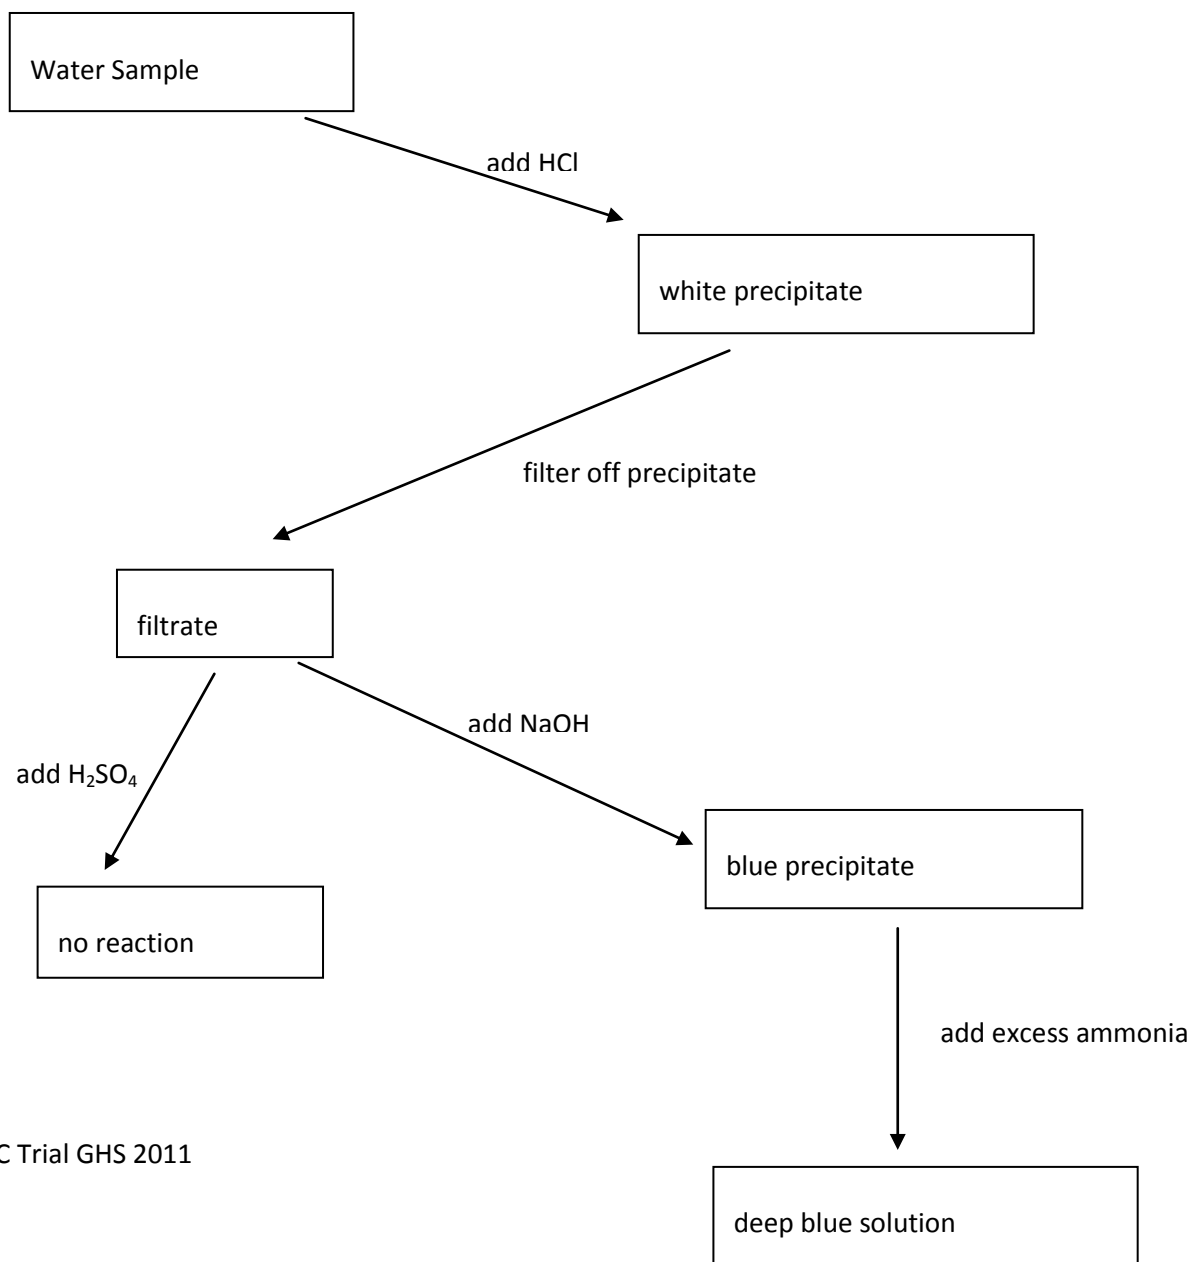 Water Sample
add HCl
white precipitate
filter off precipitate
filtrate
add NaOH
add H₂SO₄
blue precipitate
no reaction
add excess ammonia
C Trial GHS 2011
deep blue solution